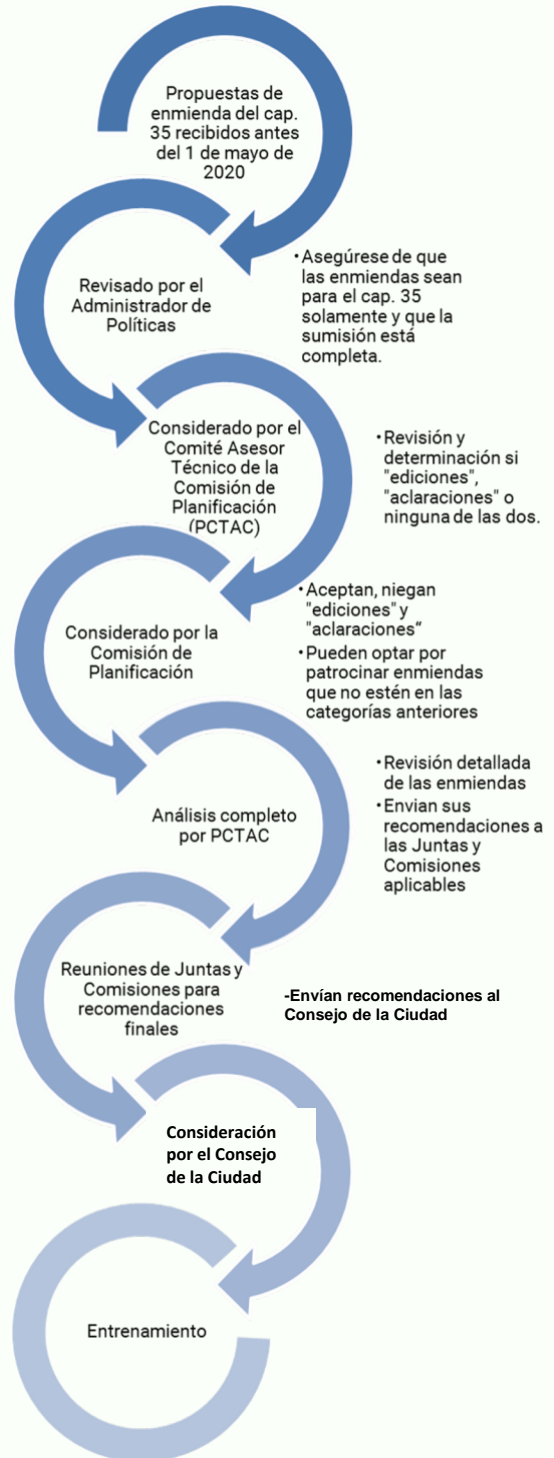 Propuestas de
enmienda del cap.
35 recibidos antes
del 1 de mayo de
2020
Revisado por el
Administrador de
Políticas
•Asegúrese de que
las enmiendas sean
para el cap. 35
solamente y que la
sumisión está
completa.
Considerado por el
Comité Asesor
Técnico de la
Comisión de
Planificación
(PCTAC)
•Revisión y
determinación si
"ediciones",
"aclaraciones" o
ninguna de las dos.
Considerado por la
Comisión de
Planificación
•Aceptan, niegan
"ediciones" y
"aclaraciones“
•Pueden optar por
patrocinar enmiendas
que no estén en las
categorías anteriores
Análisis completo
por PCTAC
•Revisión detallada
de las enmiendas
•Envian sus
recomendaciones a
las Juntas y
Comisiones
aplicables
Reuniones de Juntas y
Comisiones para
recomendaciones
finales
-Envían recomendaciones al
Consejo de la Ciudad
Consideración
por el Consejo
de la Ciudad
Entrenamiento